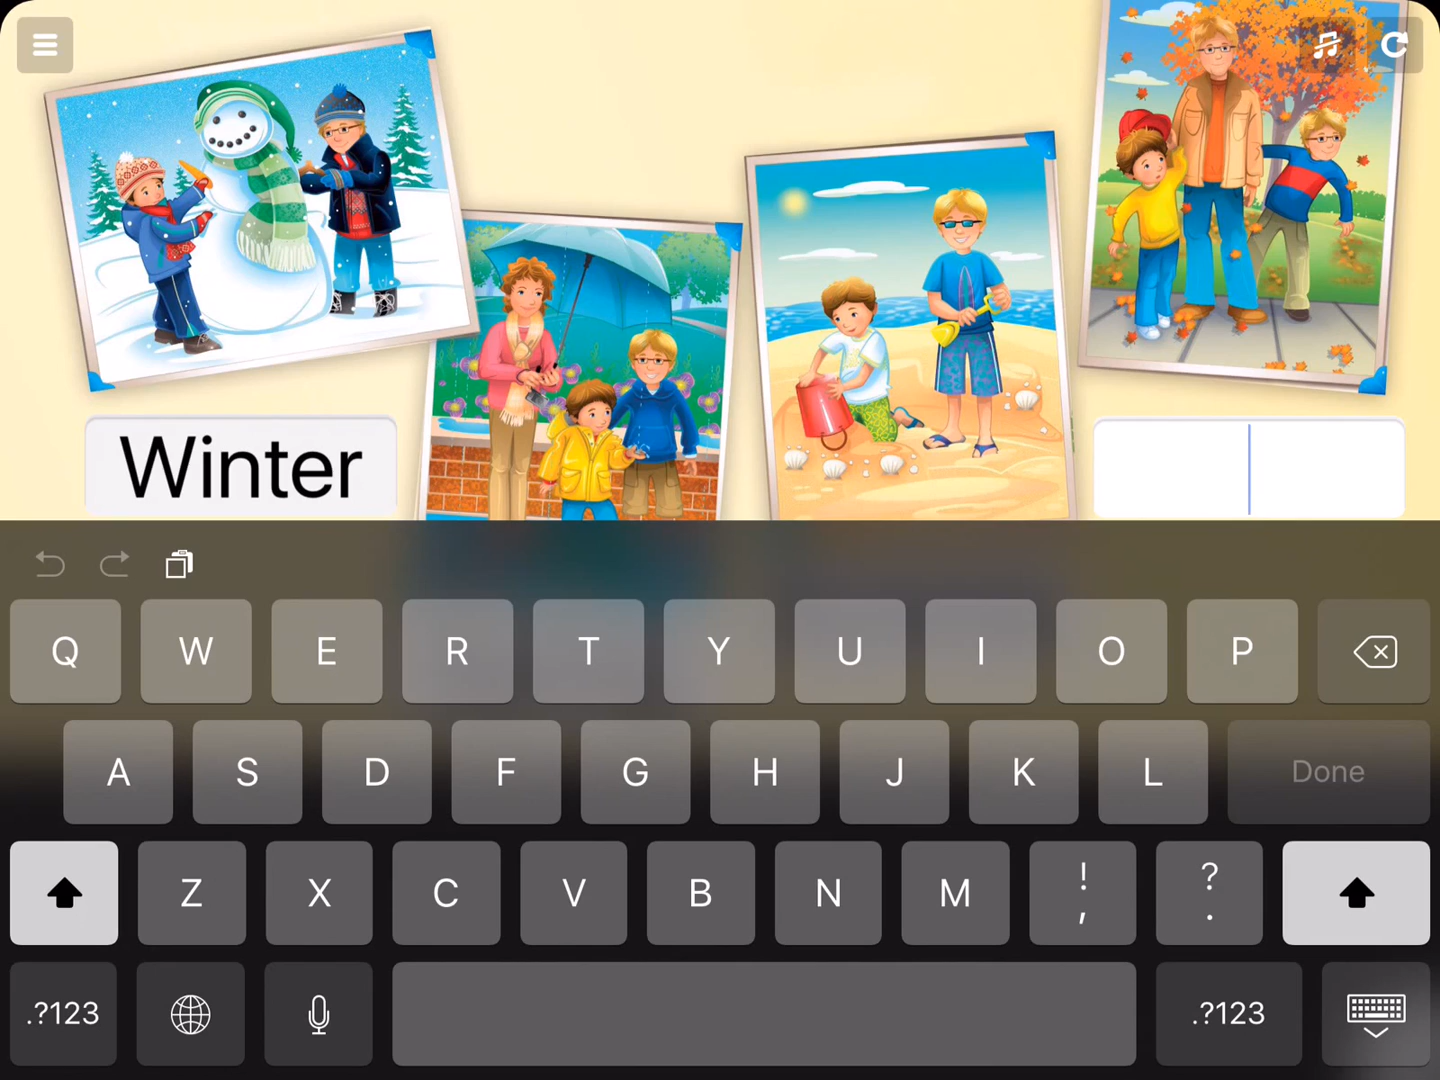 Winter
Q W E R T Y U I O P
A S D F G H J K L Done
Z X C V B N M ! , ? .
.?123 .?123